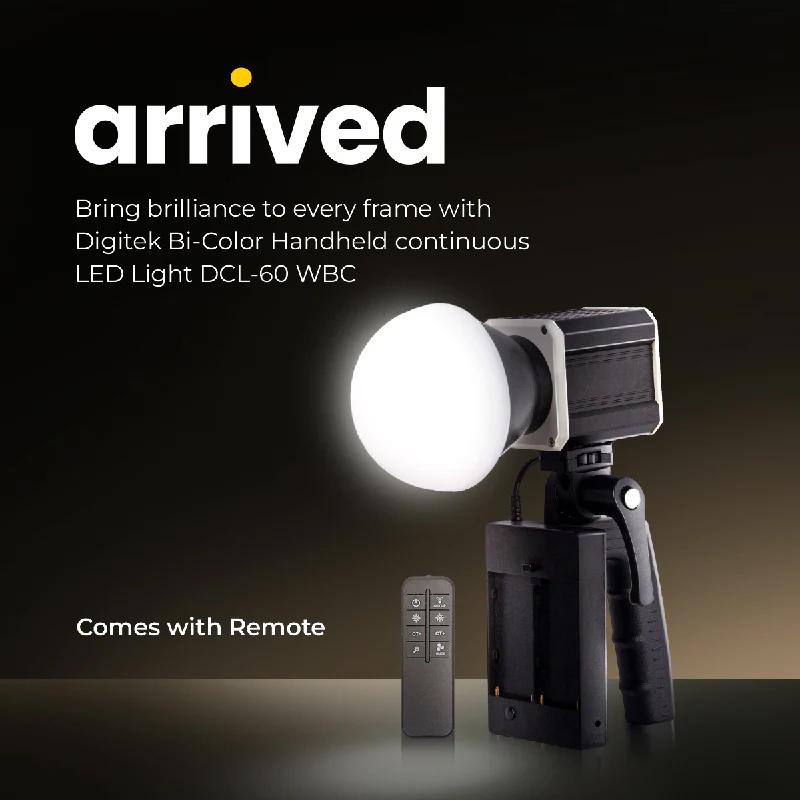 arrived
Bring brilliance to every frame with
Digitek Bi-Color Handheld continuous
LED Light DCL-60 WBC
Comes with Remote